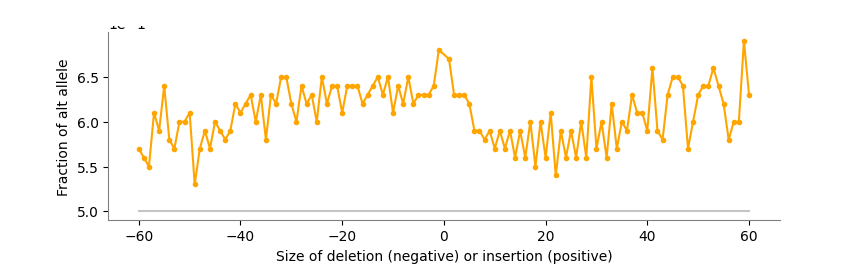 6.5
6.0
5.5
5.0
Fraction of alt allele
−60 −40 −20 0 20 40 60
Size of deletion (negative) or insertion (positive)